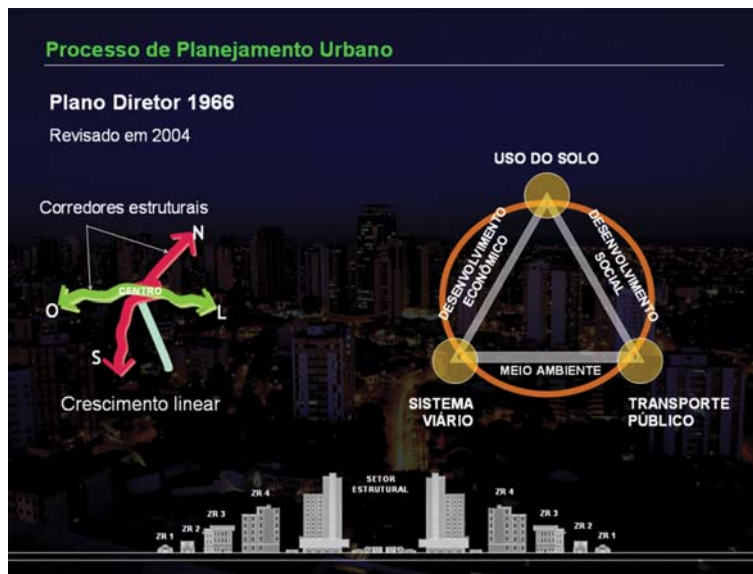 Processo de Planejamento Urbano
Plano Diretor 1966
Revisado em 2004
Corredores estruturais
N
CENTRO
O
L
S
Crescimento linear
USO DO SOLO
DESENVOLVIMENTO
ECONÔMICO
DESENVOLVIMENTO
SOCIAL
MEIO AMBIENTE
SISTEMA
VIÁRIO
TRANSPORTE
PÚBLICO
SETOR
ESTRUTURAL
ZR 4
ZR 4
ZR 3
ZR 3
ZR 2
ZR 2
ZR 1
ZR 1